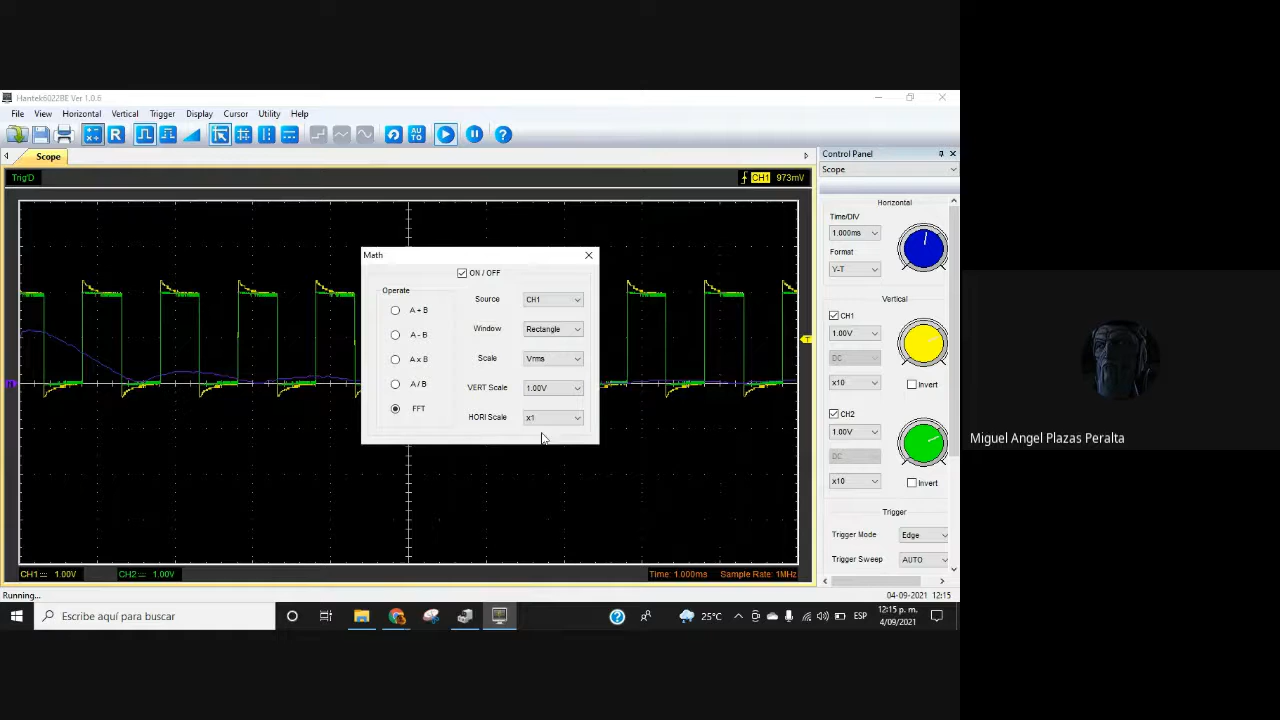 Hantek6022BE Ver 1.0.6
File View Horizontal Vertical Trigger Display Cursor Utility Help
R AUTO ?
Scope
Trig'D
CH1 973mV
Math
ON / OFF
Operate
A + B
A - B
A x B
A / B
FFT
Source CH1
Window Rectangle
Scale Vrms
VERT Scale 1.00V
HORI Scale x1
T
CH1 1.00V CH2 1.00V Time: 1.000ms Sample Rate: 1MHz
Control Panel
Scope
Horizontal
Time/DIV
1.000ms
Format
Y-T
Vertical
CH1
1.00V
DC
x10 Invert
CH2
1.00V
DC
x10 Invert
Trigger
Trigger Mode Edge
Trigger Sweep AUTO
Running...
04-09-2021 12:15
Escribe aquí para buscar
25°C
ESP
12:15 p. m.
4/09/2021
Miguel Angel Plazas Peralta